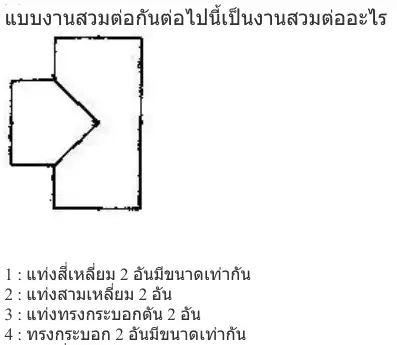 แบบงานสวมต่อกันต่อไปนี้เป็นงานสวมต่ออะไร
1 : แท่งสี่เหลี่ยม 2 อันมีขนาดเท่ากัน
2 : แท่งสามเหลี่ยม 2 อัน
3 : แท่งทรงกระบอกตัน 2 อัน
4 : ทรงกระบอก 2 อันมีขนาดเท่ากัน